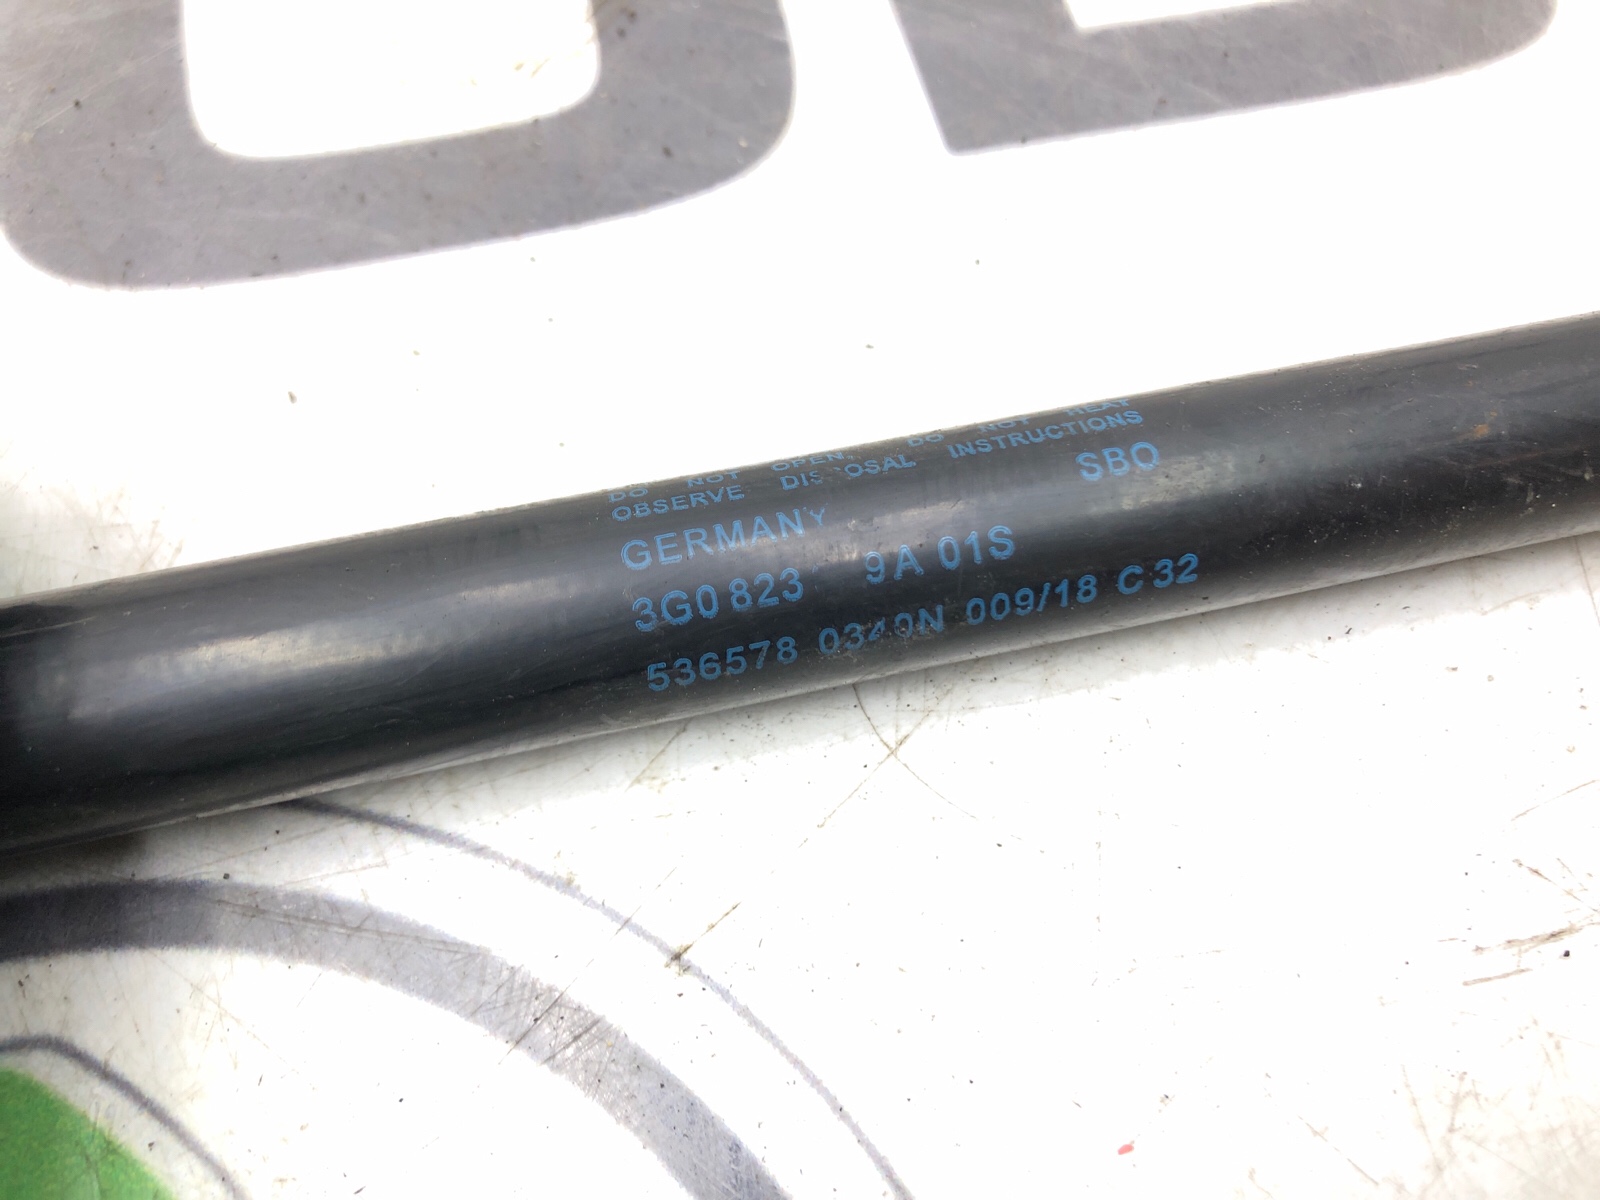 DO NOT OPEN. DO NOT HEAT
OBSERVE DISPOSAL INSTRUCTIONS
GERMANY SBO
3G0 823 9A 01S
536578 0340N 009/18 C 32